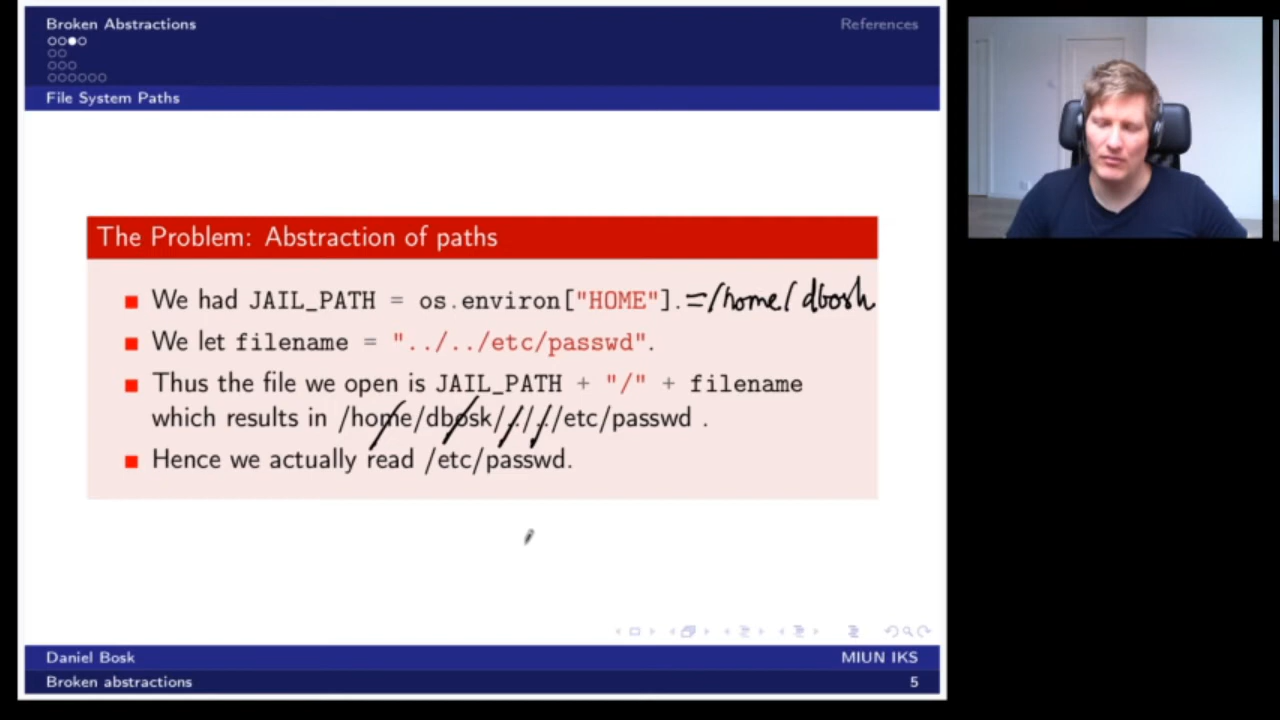 Broken Abstractions
References
File System Paths
The Problem: Abstraction of paths
We had JAIL_PATH = os.environ["HOME"]. =/home/dbosk
We let filename = "../../etc/passwd".
Thus the file we open is JAIL_PATH + "/" + filename
which results in /home/dbosk/../../etc/passwd .
Hence we actually read /etc/passwd.
Daniel Bosk
MIUN IKS
Broken abstractions
5